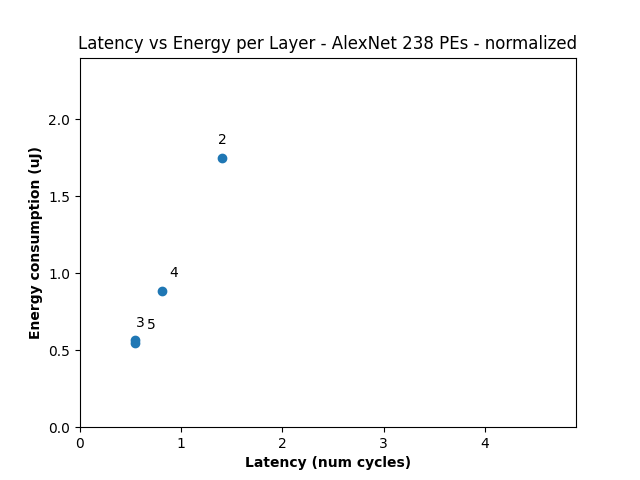 Latency vs Energy per Layer - AlexNet 238 PEs - normalized
Energy consumption (uJ)
2.0
1.5
1.0
0.5
0.0
2
4
3
5
0 1 2 3 4
Latency (num cycles)